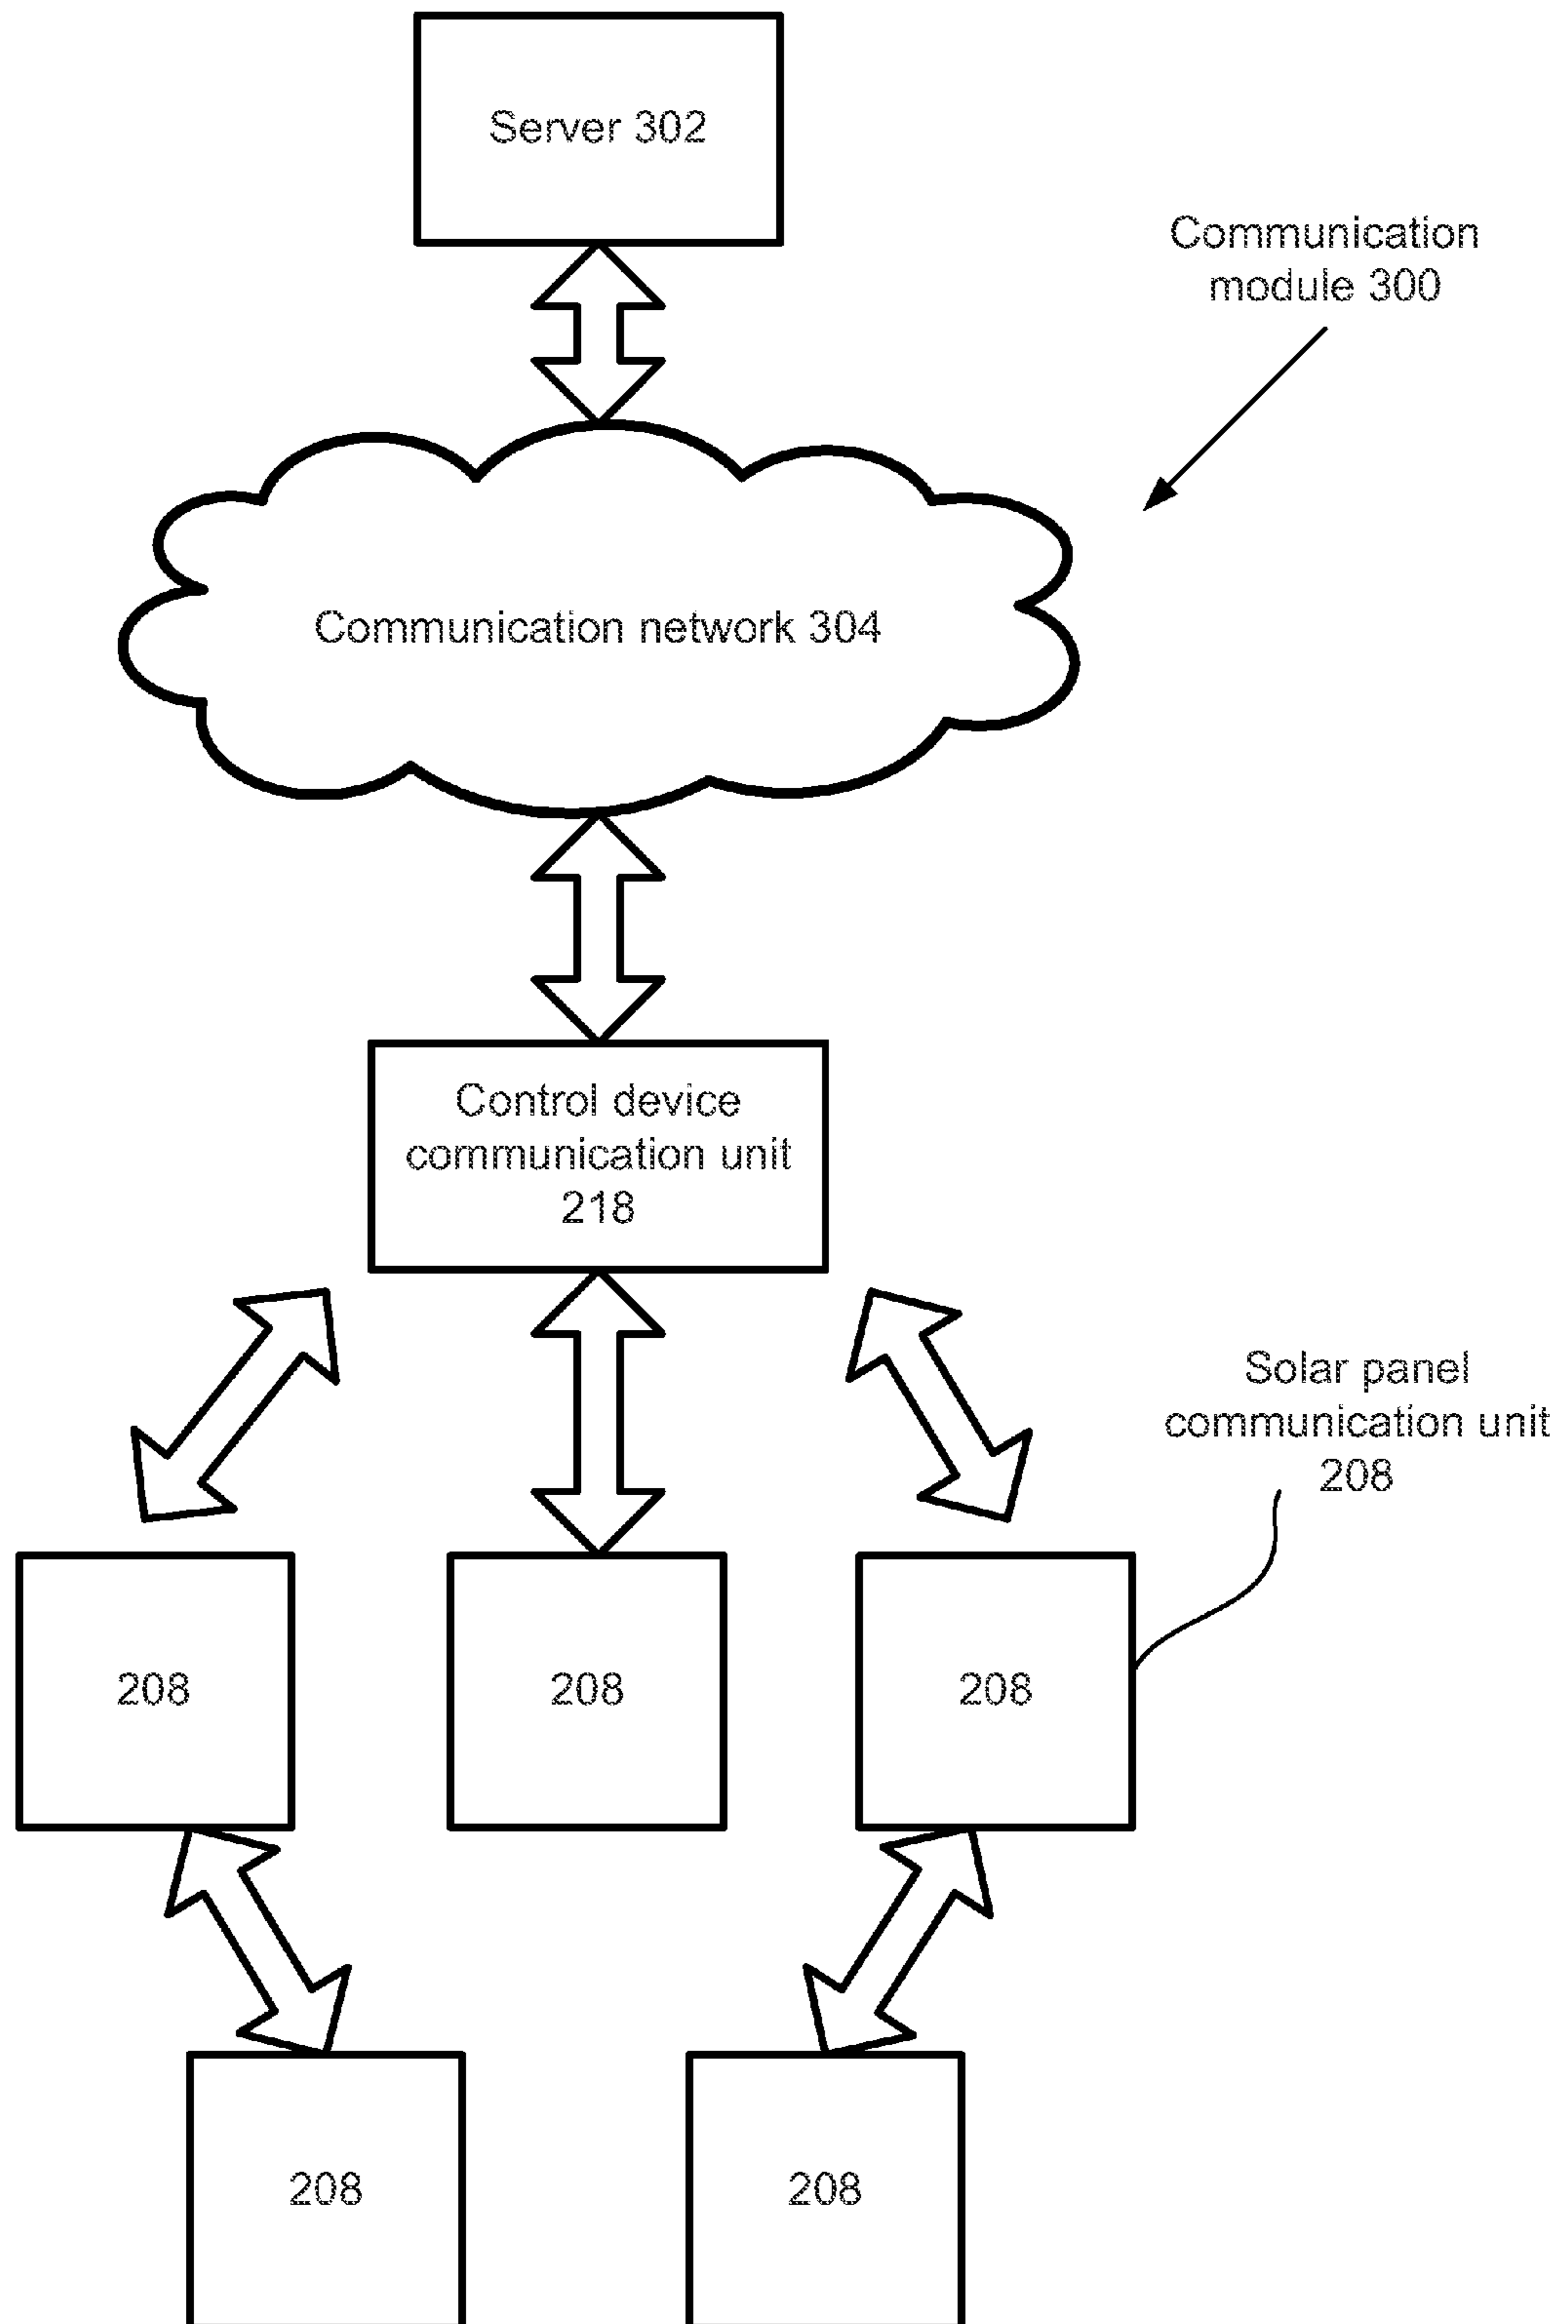 Server 302
Communication
module 300
Communication network 304
Control device
communication unit
218
Solar panel
communication unit
208
208
208
208
208
208